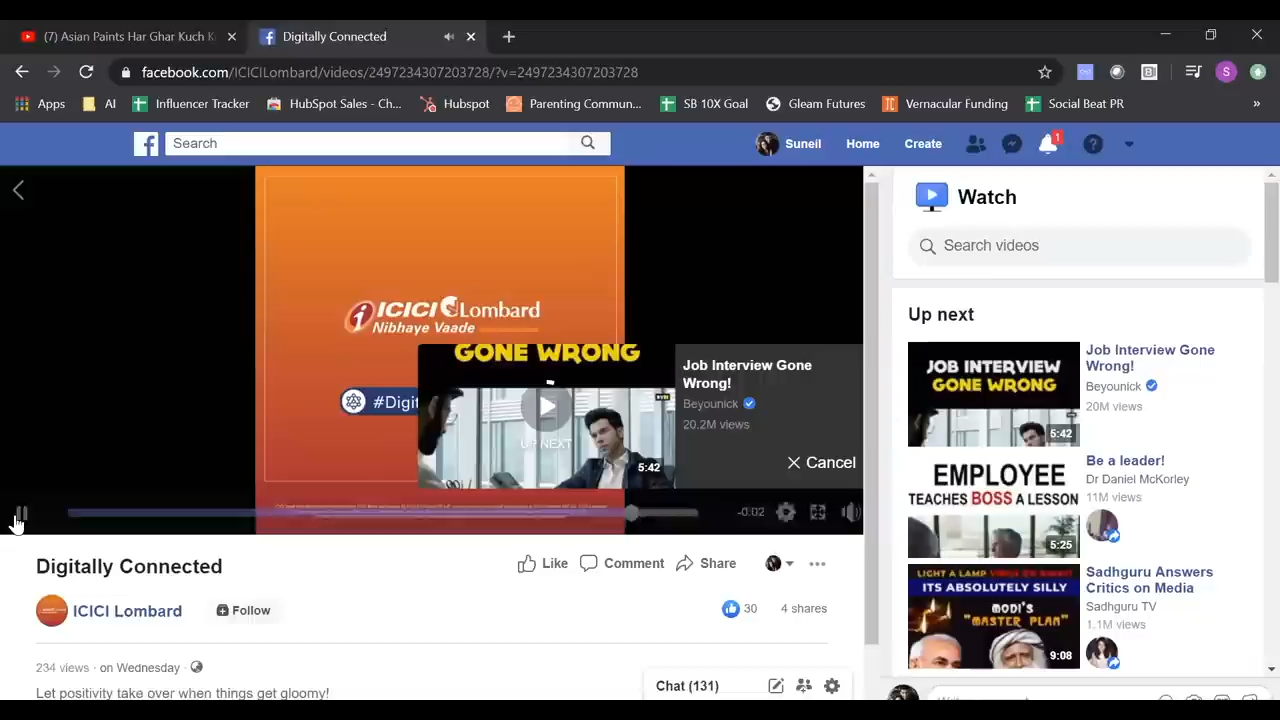 (7) Asian Paints Har Ghar Kuch K
Digitally Connected
facebook.com/ICICILombard/videos/2497234307203728/?v=2497234307203728
S
Apps
AI
Influencer Tracker
HubSpot Sales - Ch...
Hubspot
Parenting Commun...
SB 10X Goal
Gleam Futures
Vernacular Funding
Social Beat PR
»
Search
Suneil
Home
Create
1
ICICI Lombard
Nibhaye Vaade
#Digit
GONE WRONG
UP NEXT
5:42
Job Interview Gone
Wrong!
Beyounick
20.2M views
Cancel
-0:02
Digitally Connected
Like
Comment
Share
ICICI Lombard
Follow
30
4 shares
234 views · on Wednesday ·
Let positivity take over when things get gloomy!
Chat (131)
Watch
Search videos
Up next
JOB INTERVIEW
GONE WRONG
5:42
Job Interview Gone
Wrong!
Beyounick
20M views
EMPLOYEE
TEACHES BOSS A LESSON
5:25
Be a leader!
Dr Daniel McKorley
11M views
LIGHT A LAMP VIRUS
ITS ABSOLUTELY SILLY
MODI'S
"MASTER PLAN"
9:08
Sadhguru Answers
Critics on Media
Sadhguru TV
1.1M views